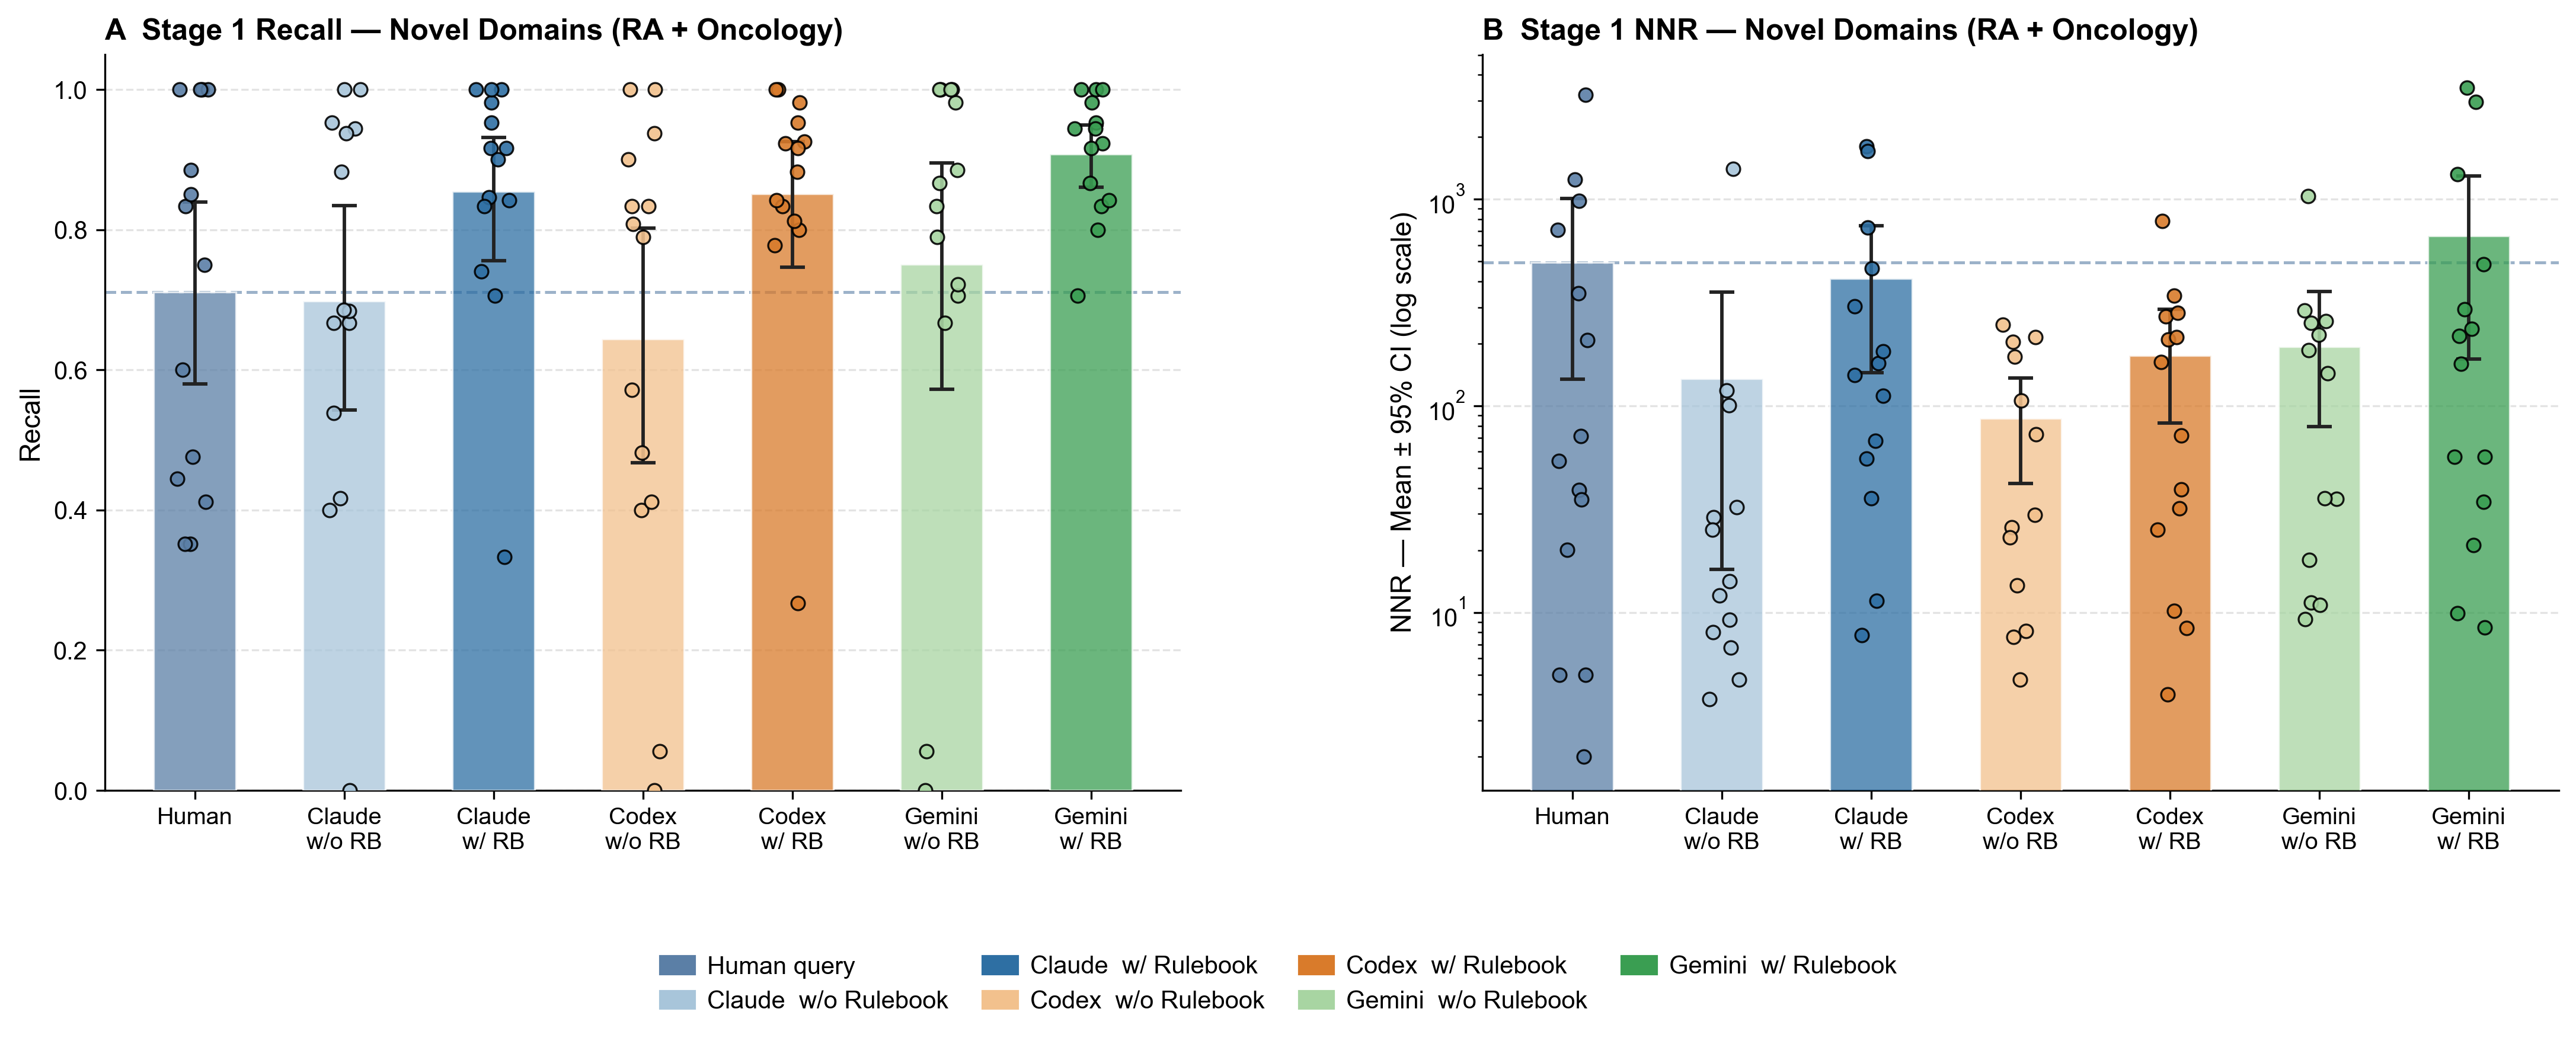 A  Stage 1 Recall — Novel Domains (RA + Oncology)
Recall
1.0
0.8
0.6
0.4
0.2
0.0
Human
Claude
w/o RB
Claude
w/ RB
Codex
w/o RB
Codex
w/ RB
Gemini
w/o RB
Gemini
w/ RB
B  Stage 1 NNR — Novel Domains (RA + Oncology)
NNR — Mean ± 95% CI (log scale)
10³
10²
10¹
Human
Claude
w/o RB
Claude
w/ RB
Codex
w/o RB
Codex
w/ RB
Gemini
w/o RB
Gemini
w/ RB
Human query
Claude  w/o Rulebook
Claude  w/ Rulebook
Codex  w/o Rulebook
Codex  w/ Rulebook
Gemini  w/o Rulebook
Gemini  w/ Rulebook